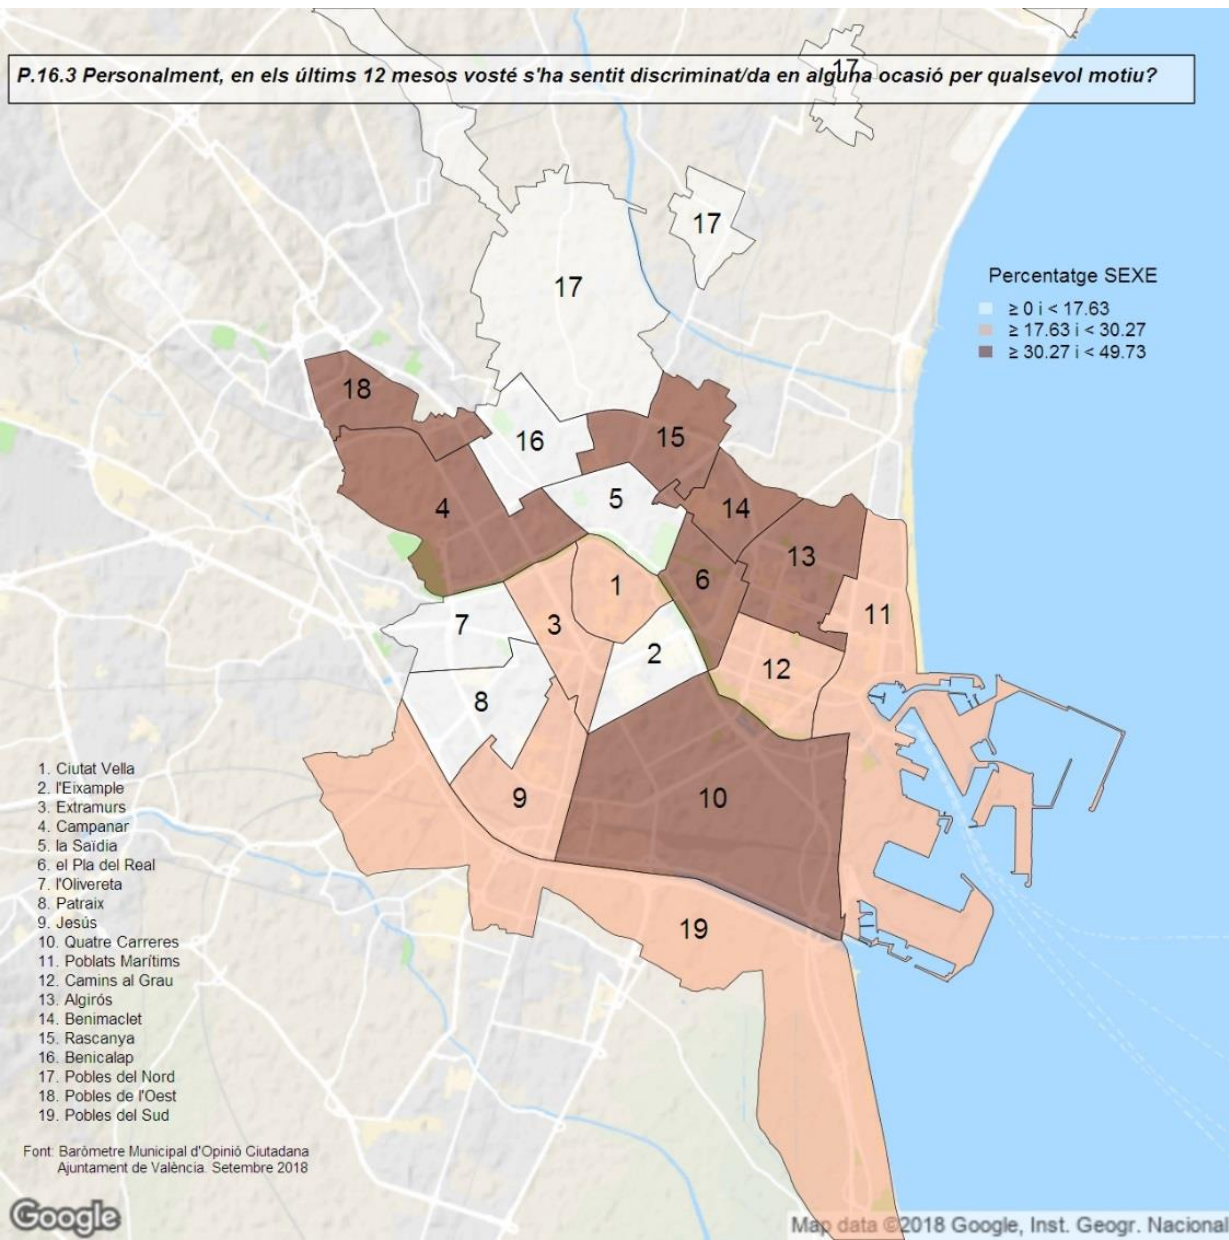 P.16.3 Personalment, en els últims 12 mesos vosté s'ha sentit discriminat/da en alguna ocasió per qualsevol motiu?
17
17
17
Percentatge SEXE
≥ 0 i < 17.63
≥ 17.63 i < 30.27
≥ 30.27 i < 49.73
18
16
15
4
5
14
13
6
1
11
7
3
2
12
8
9
10
19
1. Ciutat Vella
2. l'Eixample
3. Extramurs
4. Campanar
5. la Saïdia
6. el Pla del Real
7. l'Olivereta
8. Patraix
9. Jesús
10. Quatre Carreres
11. Poblats Marítims
12. Camins al Grau
13. Algirós
14. Benimaclet
15. Rascanya
16. Benicalap
17. Pobles del Nord
18. Pobles de l'Oest
19. Pobles del Sud
Font: Baròmetre Municipal d'Opinió Ciutadana
Ajuntament de València. Setembre 2018
Google
Map data ©2018 Google, Inst. Geogr. Nacional